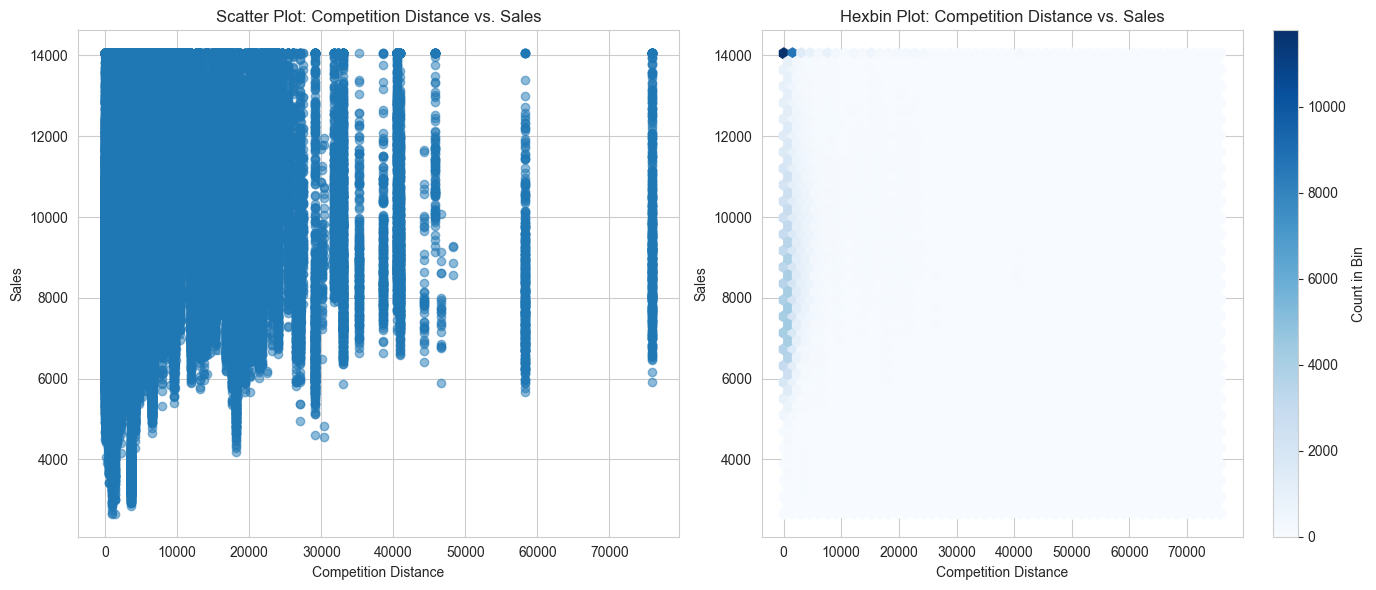 Scatter Plot: Competition Distance vs. Sales
14000
12000
10000
8000
6000
4000
Sales
0 10000 20000 30000 40000 50000 60000 70000
Competition Distance
Hexbin Plot: Competition Distance vs. Sales
14000
12000
10000
8000
6000
4000
Sales
0 10000 20000 30000 40000 50000 60000 70000
Competition Distance
10000
8000
6000
4000
2000
0
Count in Bin